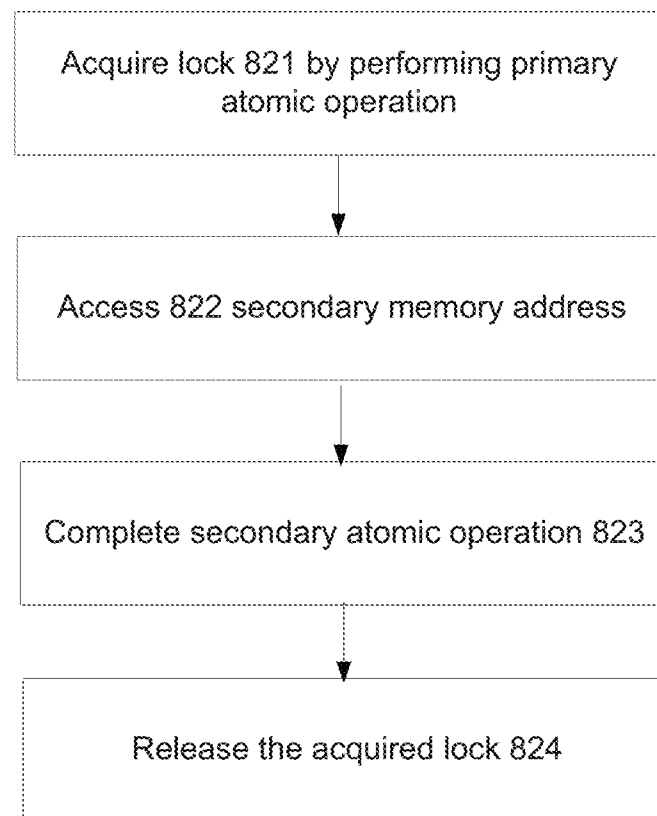 Acquire lock 821 by performing primary
atomic operation
Access 822 secondary memory address
Complete secondary atomic operation 823
Release the acquired lock 824